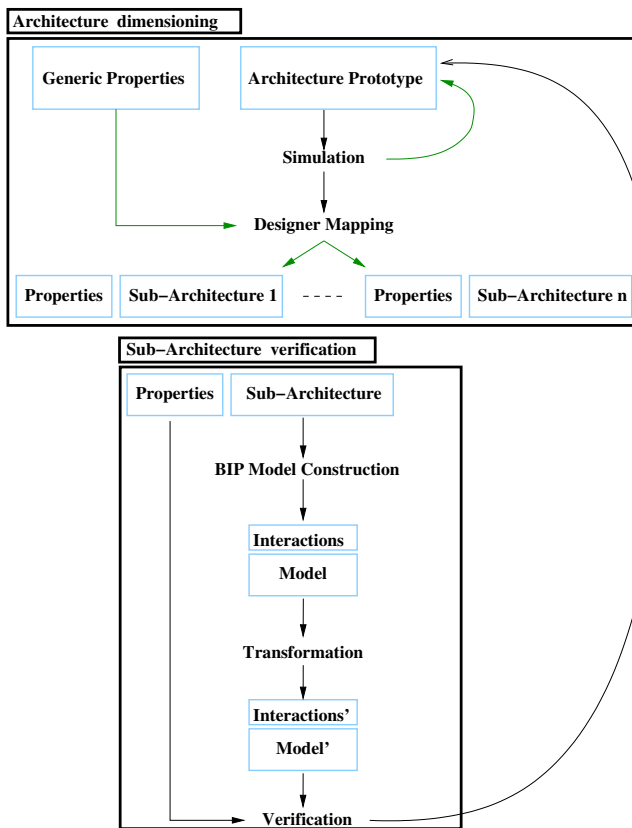 Architecture dimensioning
Generic Properties
Architecture Prototype
Simulation
Designer Mapping
Properties
Sub−Architecture 1
Properties
Sub−Architecture n
Sub−Architecture verification
Properties
Sub−Architecture
BIP Model Construction
Interactions
Model
Transformation
Interactions’
Model’
Verification